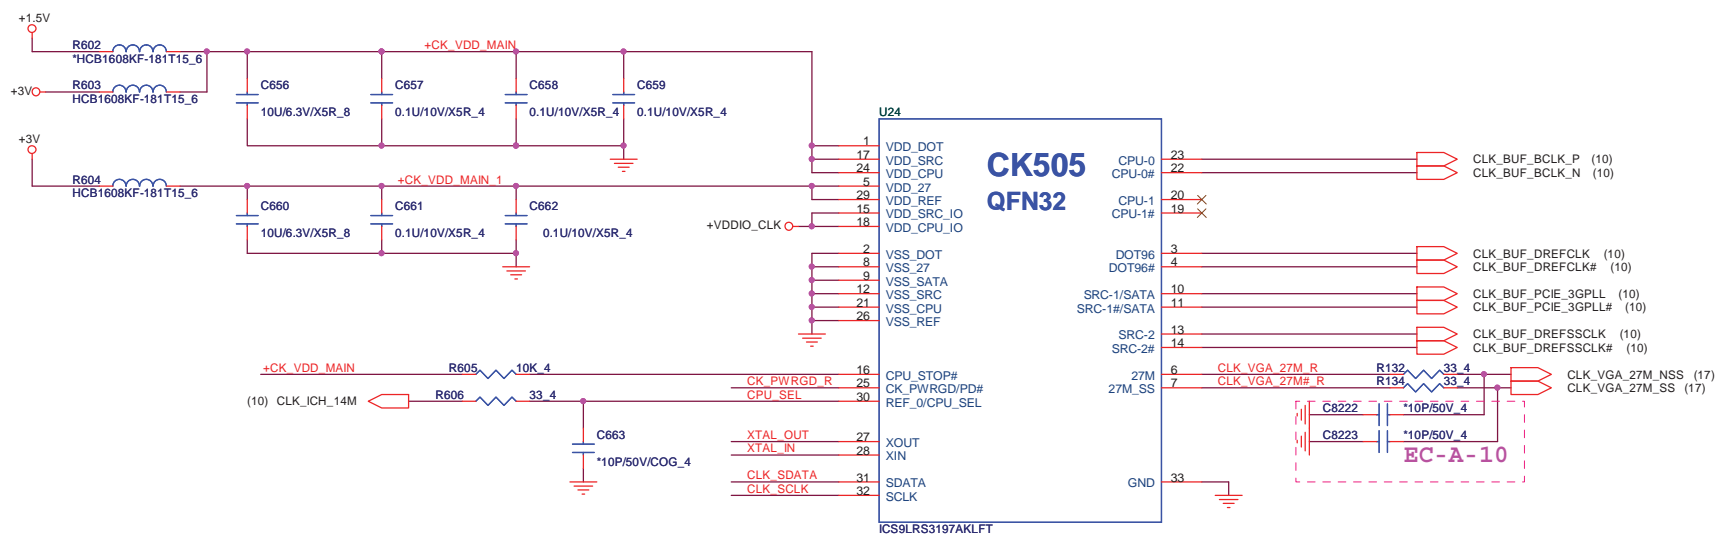 +1.5V
R602
*HCB1608KF-181T15_6
+CK_VDD_MAIN
+3V
R603
HCB1608KF-181T15_6
C656
10U/6.3V/X5R_8
C657
0.1U/10V/X5R_4
C658
0.1U/10V/X5R_4
C659
0.1U/10V/X5R_4
+3V
R604
HCB1608KF-181T15_6
+CK_VDD_MAIN_1
C660
10U/6.3V/X5R_8
C661
0.1U/10V/X5R_4
C662
0.1U/10V/X5R_4
+VDDIO_CLK
U24
CK505
QFN32
1 VDD_DOT
17 VDD_SRC
24 VDD_CPU
5 VDD_27
29 VDD_REF
15 VDD_SRC_IO
18 VDD_CPU_IO
2 VSS_DOT
8 VSS_27
9 VSS_SATA
12 VSS_SRC
21 VSS_CPU
26 VSS_REF
+CK_VDD_MAIN R605 10K_4 16 CPU_STOP#
CK_PWRGD_R 25 CK_PWRGD/PD#
(10) CLK_ICH_14M R606 33_4 CPU_SEL 30 REF_0/CPU_SEL
C663
*10P/50V/COG_4
XTAL_OUT 27 XOUT
XTAL_IN 28 XIN
CLK_SDATA 31 SDATA
CLK_SCLK 32 SCLK
CPU-0 23 CLK_BUF_BCLK_P (10)
CPU-0# 22 CLK_BUF_BCLK_N (10)
CPU-1 20
CPU-1# 19
DOT96 3 CLK_BUF_DREFCLK (10)
DOT96# 4 CLK_BUF_DREFCLK# (10)
SRC-1/SATA 10 CLK_BUF_PCIE_3GPLL (10)
SRC-1#/SATA 11 CLK_BUF_PCIE_3GPLL# (10)
SRC-2 13 CLK_BUF_DREFSSCLK (10)
SRC-2# 14 CLK_BUF_DREFSSCLK# (10)
27M 6 CLK_VGA_27M_R R132 33_4 CLK_VGA_27M_NSS (17)
27M_SS 7 CLK_VGA_27M#_R R134 33_4 CLK_VGA_27M_SS (17)
C8222 *10P/50V_4
C8223 *10P/50V_4
EC-A-10
GND 33
ICS9LRS3197AKLFT